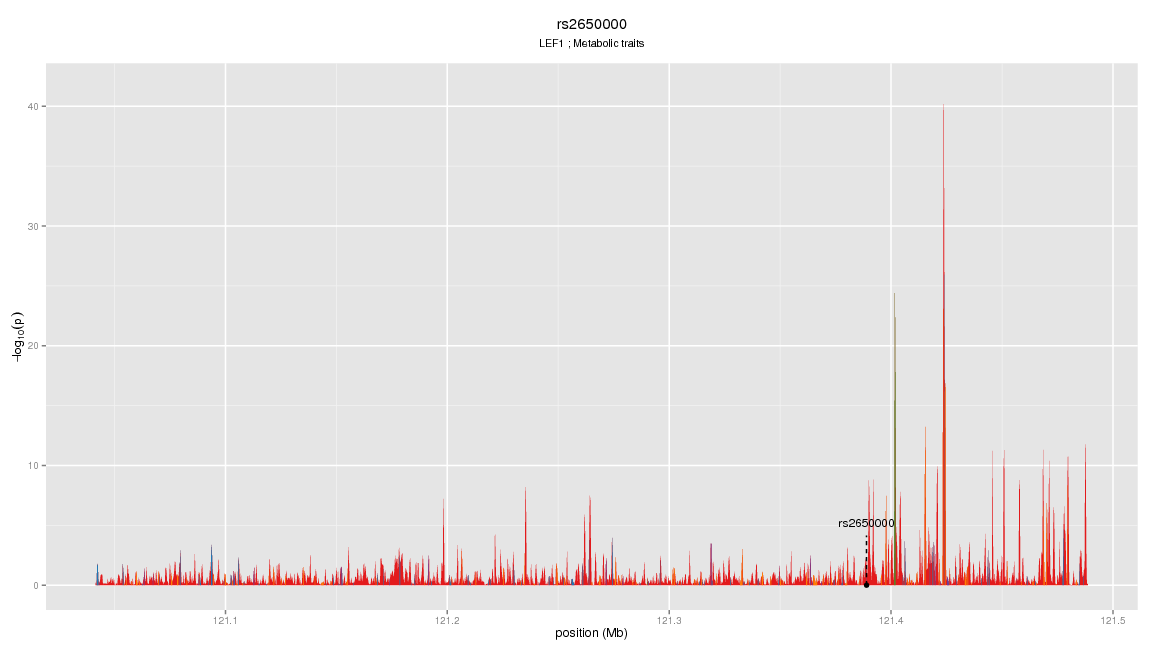 rs2650000
LEF1 ; Metabolic traits
40
30
20
10
0
−log10(p)
rs2650000
121.1
121.2
121.3
121.4
121.5
position (Mb)